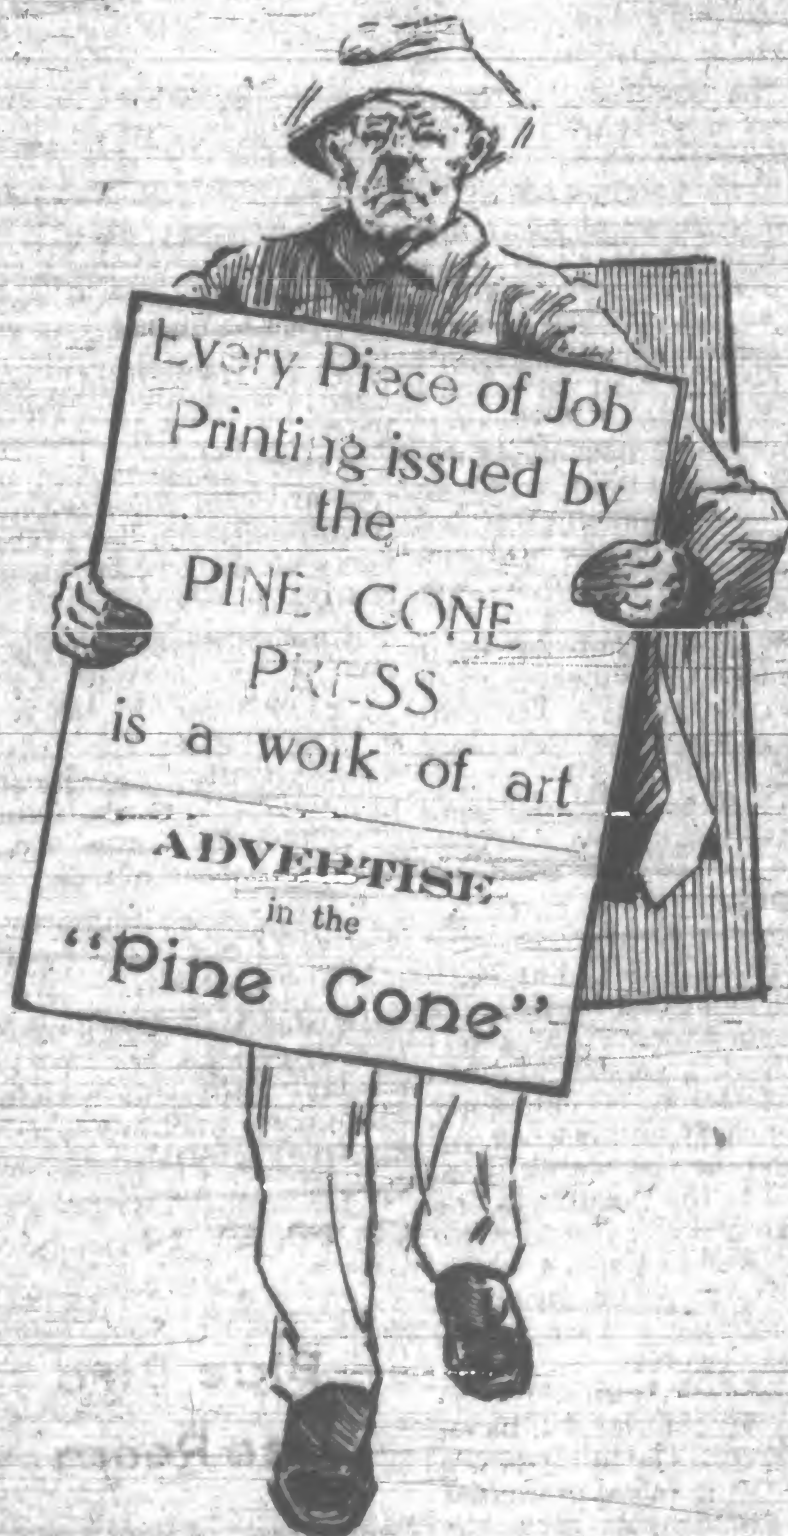 Every Piece of Job
Printing issued by
the
PINE CONE
PRESS
is a work of art
ADVERTISE
in the
"Pine Cone"